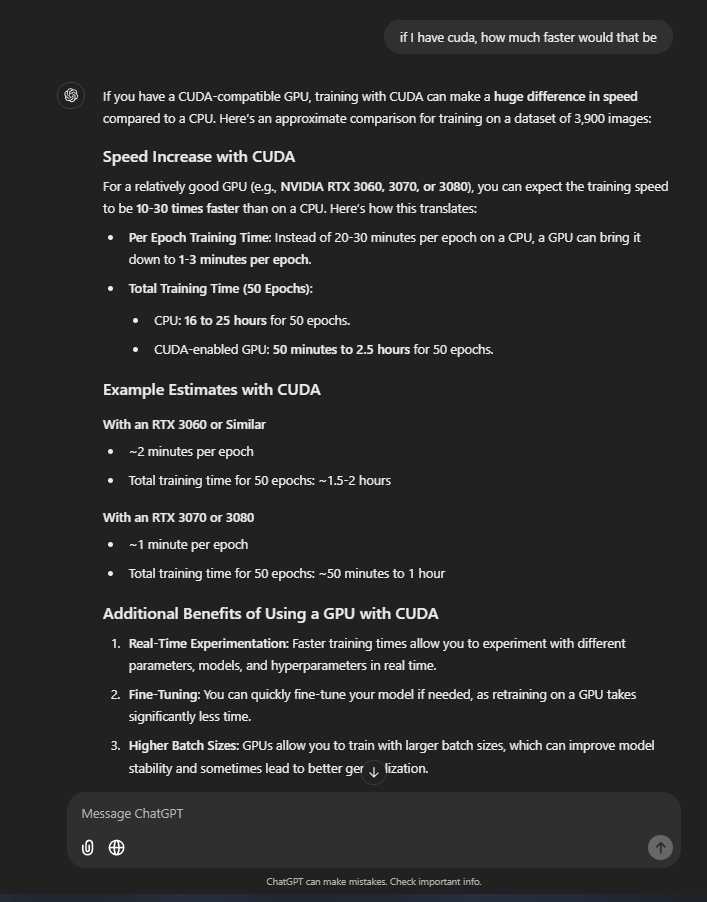 if I have cuda, how much faster would that be
If you have a CUDA-compatible GPU, training with CUDA can make a huge difference in speed
compared to a CPU. Here's an approximate comparison for training on a dataset of 3,900 images:
Speed Increase with CUDA
For a relatively good GPU (e.g., NVIDIA RTX 3060, 3070, or 3080), you can expect the training speed
to be 10-30 times faster than on a CPU. Here's how this translates:
• Per Epoch Training Time: Instead of 20-30 minutes per epoch on a CPU, a GPU can bring it
down to 1-3 minutes per epoch.
• Total Training Time (50 Epochs):
• CPU: 16 to 25 hours for 50 epochs.
• CUDA-enabled GPU: 50 minutes to 2.5 hours for 50 epochs.
Example Estimates with CUDA
With an RTX 3060 or Similar
• ~2 minutes per epoch
• Total training time for 50 epochs: ~1.5-2 hours
With an RTX 3070 or 3080
• ~1 minute per epoch
• Total training time for 50 epochs: ~50 minutes to 1 hour
Additional Benefits of Using a GPU with CUDA
1. Real-Time Experimentation: Faster training times allow you to experiment with different
parameters, models, and hyperparameters in real time.
2. Fine-Tuning: You can quickly fine-tune your model if needed, as retraining on a GPU takes
significantly less time.
3. Higher Batch Sizes: GPUs allow you to train with larger batch sizes, which can improve model
stability and sometimes lead to better
Message ChatGPT
ChatGPT can make mistakes. Check important info.